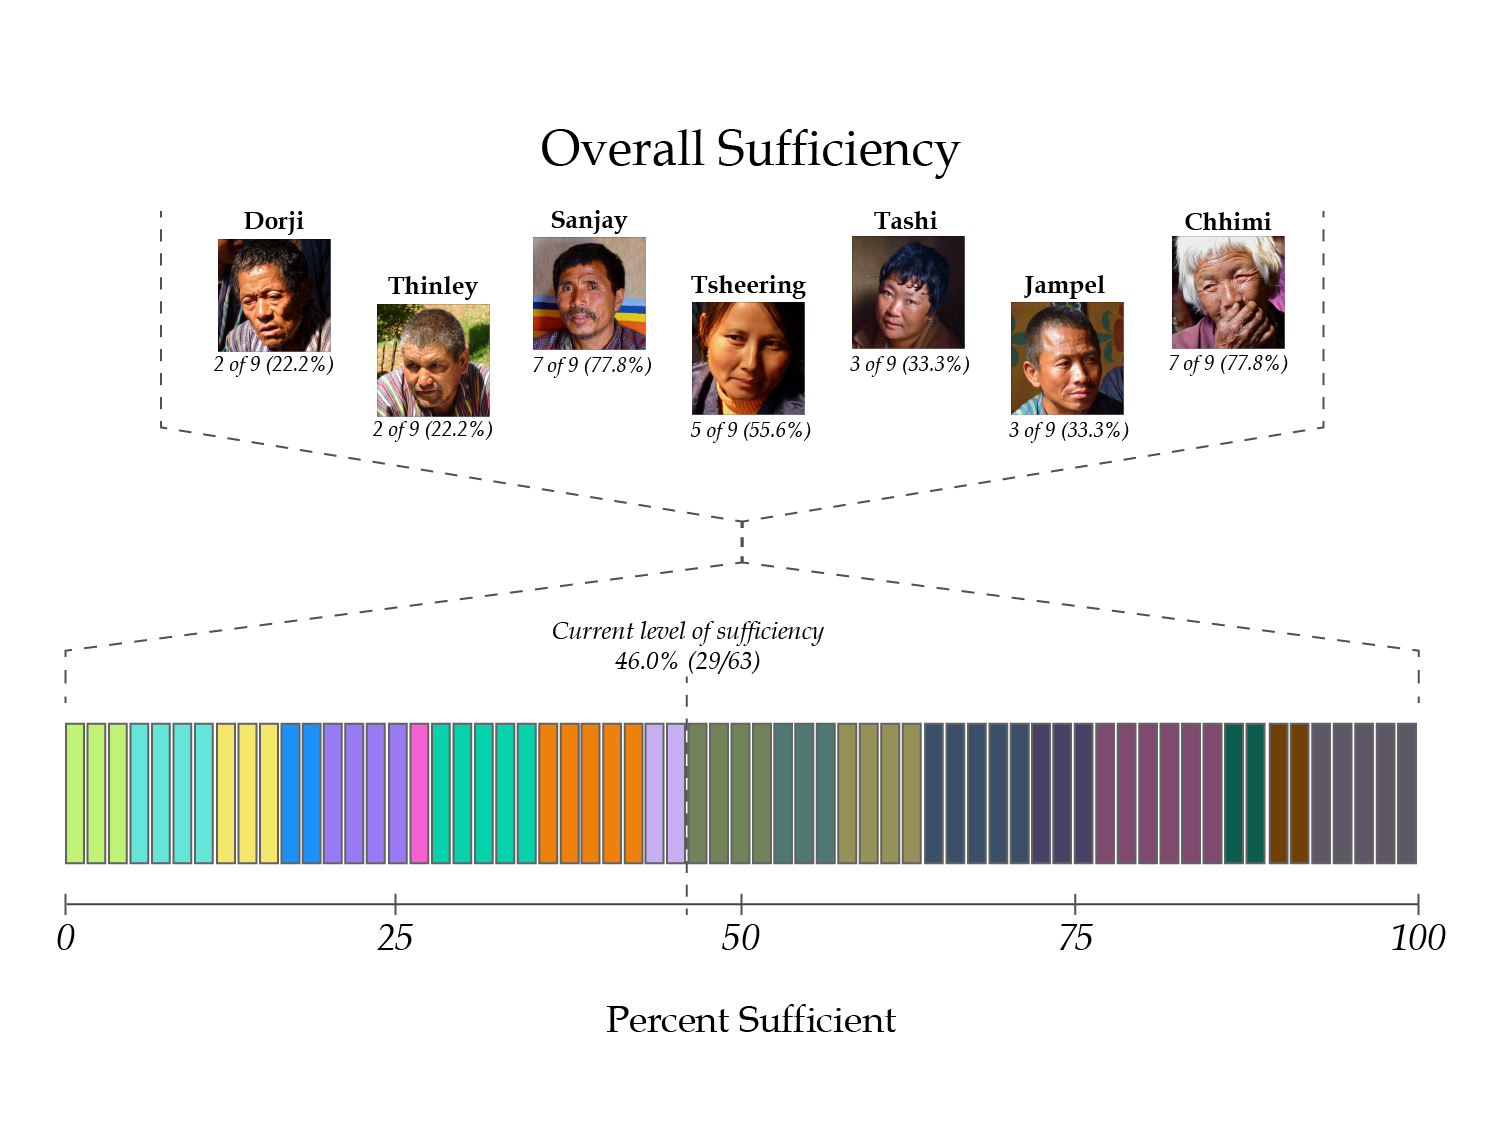 Overall Sufficiency
Dorji
2 of 9 (22.2%)
Thinley
2 of 9 (22.2%)
Sanjay
7 of 9 (77.8%)
Tsheering
5 of 9 (55.6%)
Tashi
3 of 9 (33.3%)
Jampel
3 of 9 (33.3%)
Chhimi
7 of 9 (77.8%)
Current level of sufficiency
46.0% (29/63)
0 25 50 75 100
Percent Sufficient